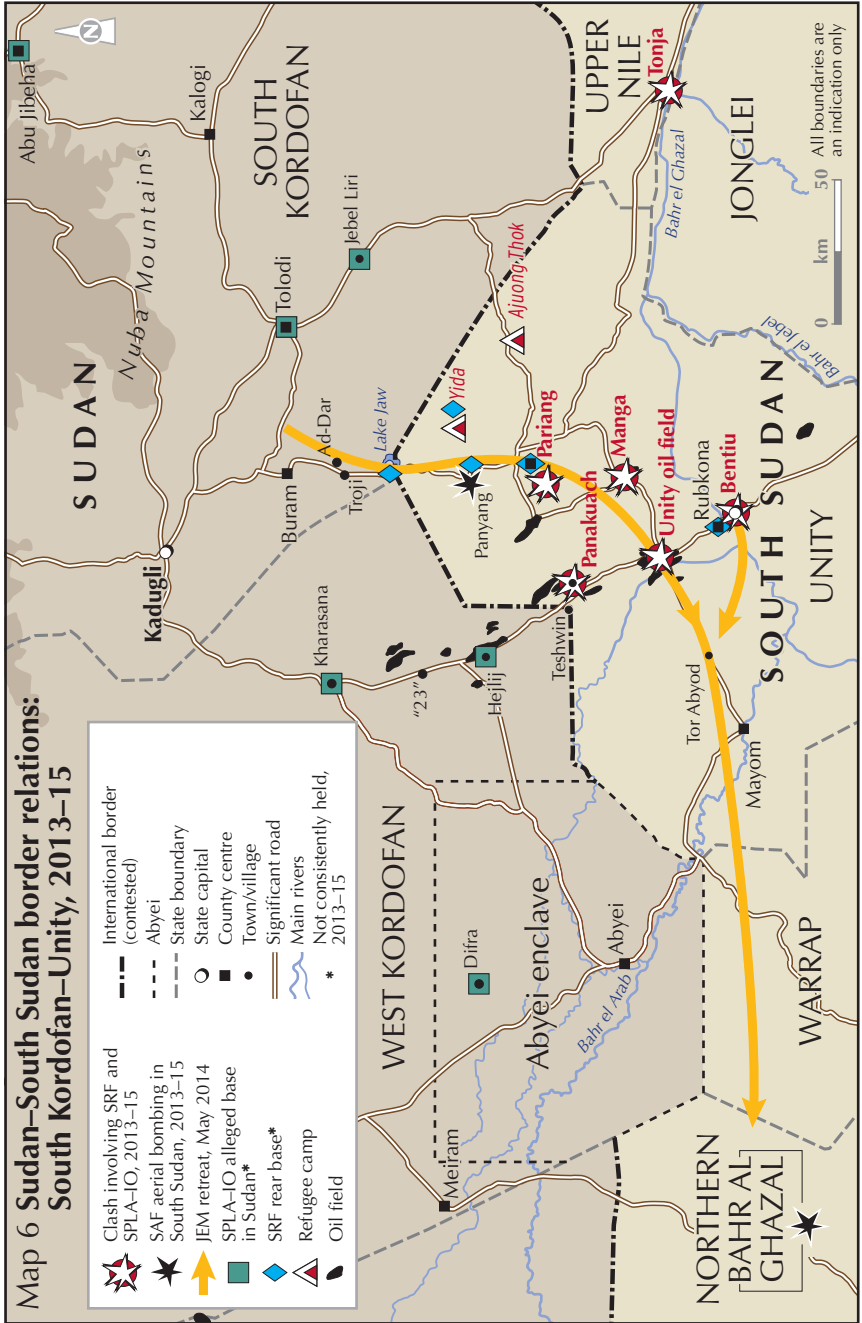 Map 6 Sudan–South Sudan border relations:
South Kordofan–Unity, 2013–15
Clash involving SRF and
SPLA–IO, 2013–15
SAF aerial bombing in
South Sudan, 2013–15
JEM retreat, May 2014
SPLA–IO alleged base
in Sudan*
SRF rear base*
Refugee camp
Oil field
International border
(contested)
Abyei
State boundary
State capital
County centre
Town/village
Significant road
Main rivers
* Not consistently held,
2013–15
SUDAN
Nuba Mountains
Abu Jibeha
N
Kalogi
SOUTH
KORDOFAN
Kadugli
Tolodi
Jebel Liri
Buram
Ad-Dar
Troji
Lake Jaw
Kharasana
"23"
Hejlij
Teshwin
WEST KORDOFAN
Difra
Abyei enclave
Meiram
Abyei
Bahr el Arab
Yida
Ajuong Thok
Panyang
Pariang
Panakuach
Manga
Unity oil field
Rubkona
Bentiu
UPPER
NILE
Tonja
Bahr el Ghazal
JONGLEI
Bahr el Jebel
Tor Abyod
Mayom
SOUTH SUDAN
UNITY
WARRAP
NORTHERN
BAHR AL
GHAZAL
0 km 50
All boundaries are
an indication only